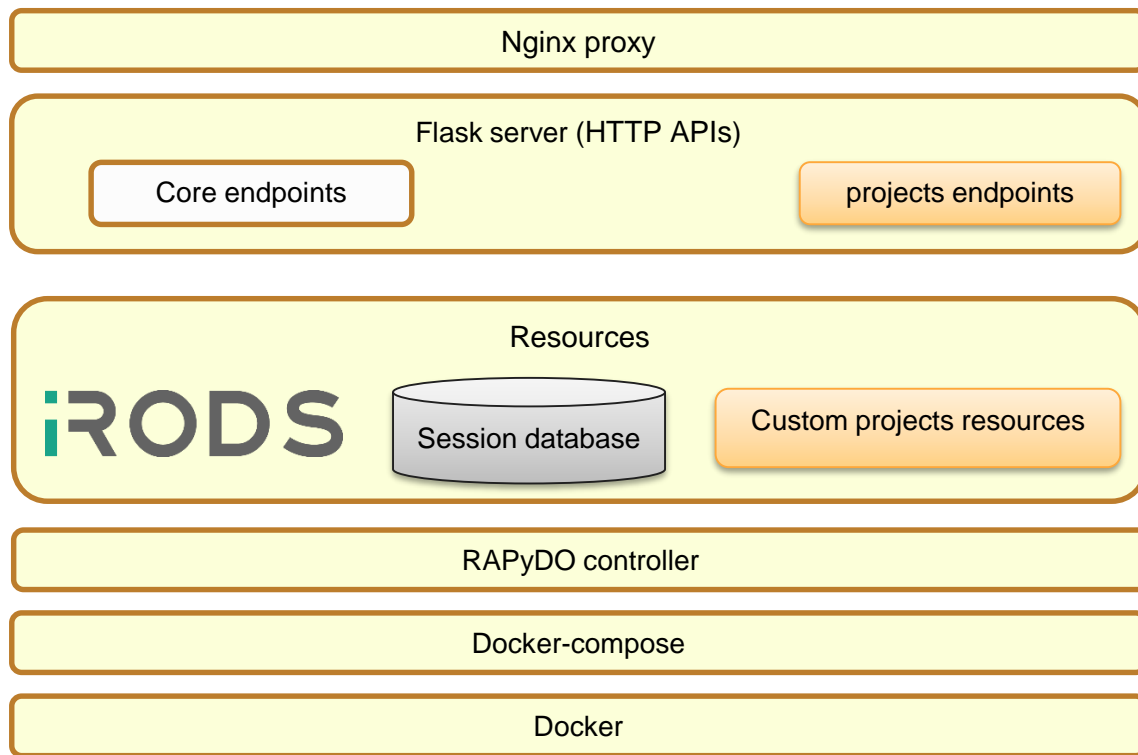 Nginx proxy
Flask server (HTTP APIs)
Core endpoints
projects endpoints
Resources
iRODS
Session database
Custom projects resources
RAPyDO controller
Docker-compose
Docker